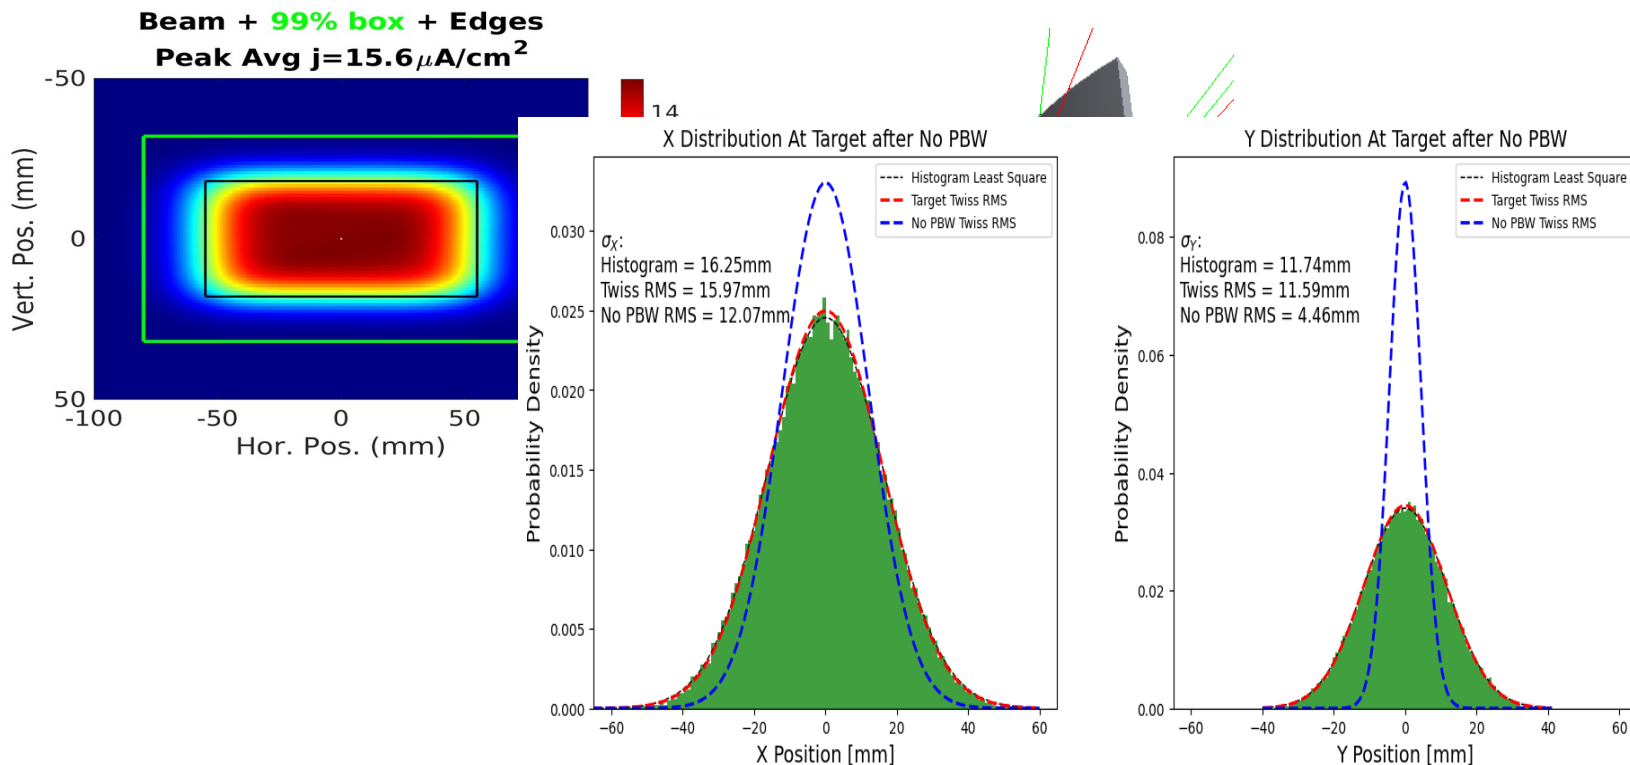 Beam + 99% box + Edges
Peak Avg j=15.6μA/cm²
-50
0
50
Vert. Pos. (mm)
-100
-50
0
50
Hor. Pos. (mm)
14
X Distribution At Target after No PBW
Histogram Least Square
Target Twiss RMS
No PBW Twiss RMS
σX:
Histogram = 16.25mm
Twiss RMS = 15.97mm
No PBW RMS = 12.07mm
0.030
0.025
0.020
0.015
0.010
0.005
0.000
Probability Density
−60
−40
−20
0
20
40
60
X Position [mm]
Y Distribution At Target after No PBW
Histogram Least Square
Target Twiss RMS
No PBW Twiss RMS
σY:
Histogram = 11.74mm
Twiss RMS = 11.59mm
No PBW RMS = 4.46mm
0.08
0.06
0.04
0.02
0.00
Probability Density
−60
−40
−20
0
20
40
60
Y Position [mm]